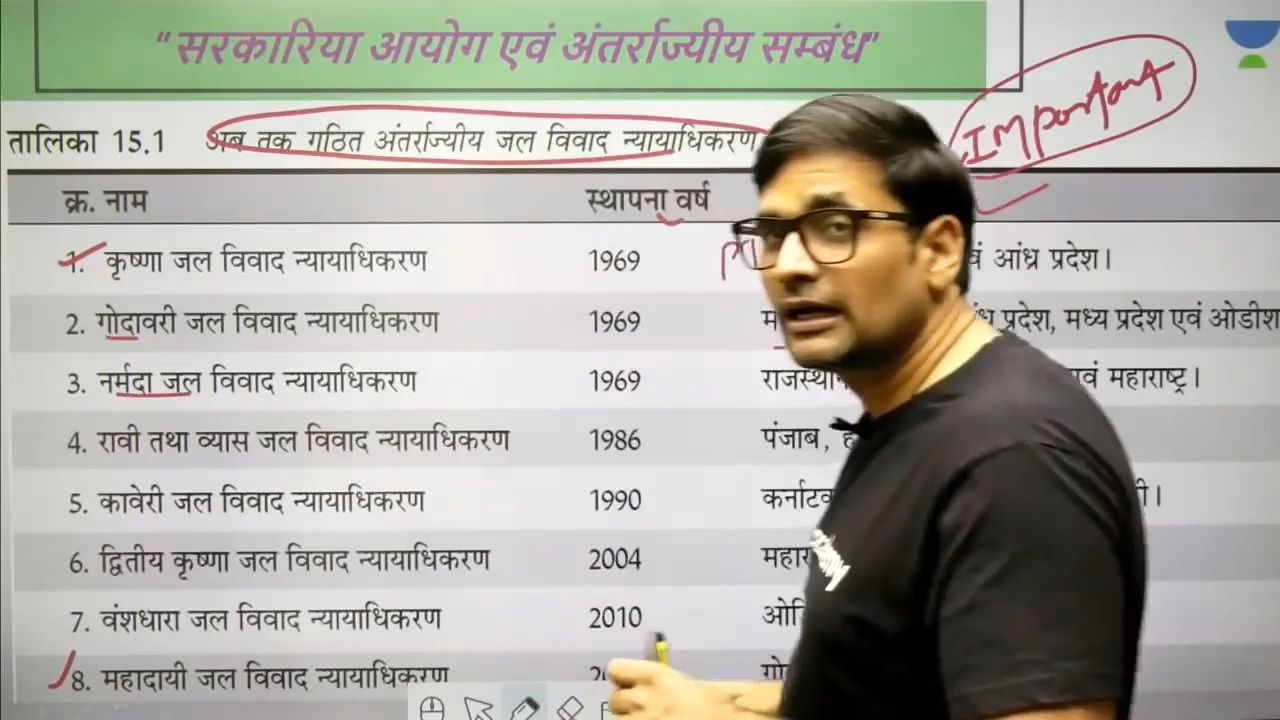 “सरकारिया आयोग एवं अंतर्राज्यीय सम्बंध”
Important
तालिका 15.1 अब तक गठित अंतर्राज्यीय जल विवाद न्यायाधिकरण
क्र. नाम स्थापना वर्ष
1. कृष्णा जल विवाद न्यायाधिकरण 1969 आंध्र प्रदेश।
2. गोदावरी जल विवाद न्यायाधिकरण 1969 प्रदेश, मध्य प्रदेश एवं ओडीश
3. नर्मदा जल विवाद न्यायाधिकरण 1969 महाराष्ट्र।
4. रावी तथा व्यास जल विवाद न्यायाधिकरण 1986 पंजाब,
5. कावेरी जल विवाद न्यायाधिकरण 1990
6. द्वितीय कृष्णा जल विवाद न्यायाधिकरण 2004
7. वंशधारा जल विवाद न्यायाधिकरण 2010
8. महादायी जल विवाद न्यायाधिकरण